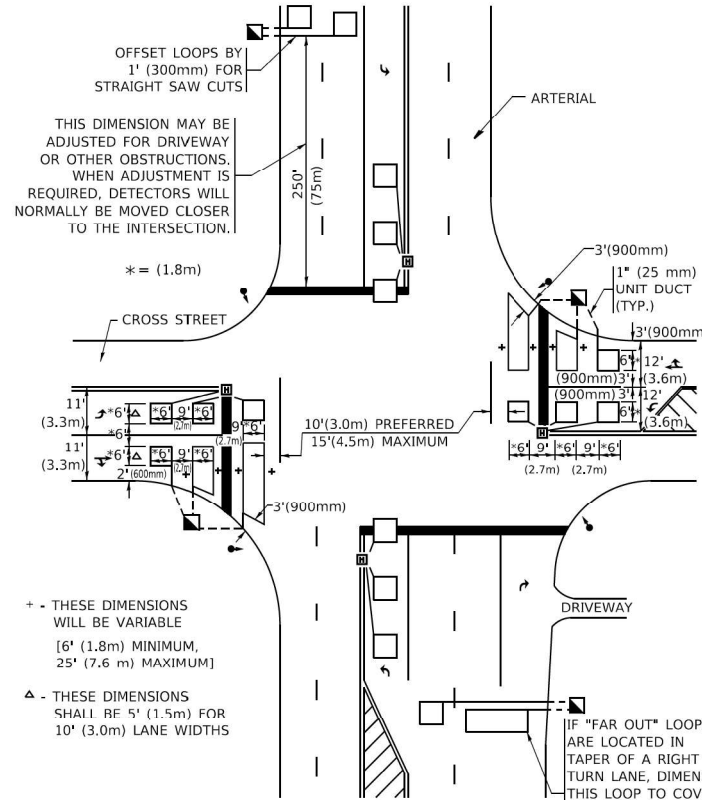 OFFSET LOOPS BY
1' (300mm) FOR
STRAIGHT SAW CUTS
ARTERIAL
THIS DIMENSION MAY BE
ADJUSTED FOR DRIVEWAY
OR OTHER OBSTRUCTIONS.
WHEN ADJUSTMENT IS
REQUIRED, DETECTORS WILL
NORMALLY BE MOVED CLOSER
TO THE INTERSECTION.
250'
(75m)
* = (1.8m)
H
3'(900mm)
1" (25 mm)
UNIT DUCT
(TYP.)
CROSS STREET
3'(900mm
6'* 12'
(3.6m)
(900mm) 3'
(900mm) 3' 12'
6'* (3.6m)
H
11'
(3.3m)
*6' *6' 9' *6'
(2.7m)
*6'
9' *6'
(2.7m)
11'
(3.3m)
*6' *6' 9' *6'
(2.7m)
2' (600mm)
10'(3.0m) PREFERRED
15'(4.5m) MAXIMUM
H
*6' 9' *6' 9' *6'
(2.7m) (2.7m)
3'(900mm)
H
+ - THESE DIMENSIONS
WILL BE VARIABLE
[6' (1.8m) MINIMUM,
25' (7.6 m) MAXIMUM]
DRIVEWAY
△ - THESE DIMENSIONS
SHALL BE 5' (1.5m) FOR
10' (3.0m) LANE WIDTHS
IF "FAR OUT" LOOP
ARE LOCATED IN
TAPER OF A RIGHT
TURN LANE, DIMEN
THIS LOOP TO COV